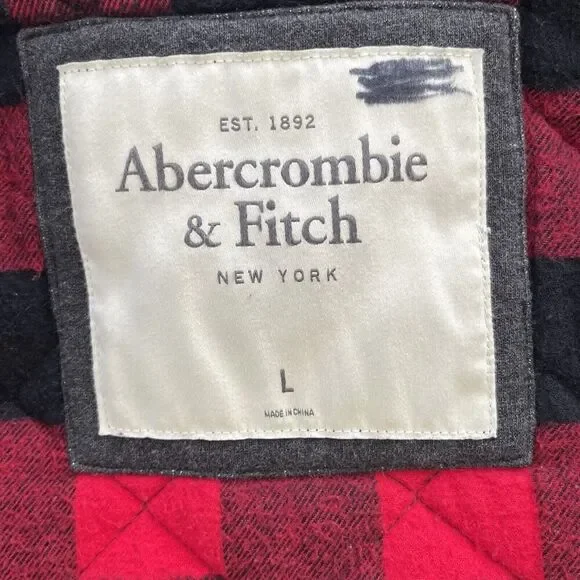 EST. 1892
Abercrombie
& Fitch
NEW YORK
L
MADE IN CHINA